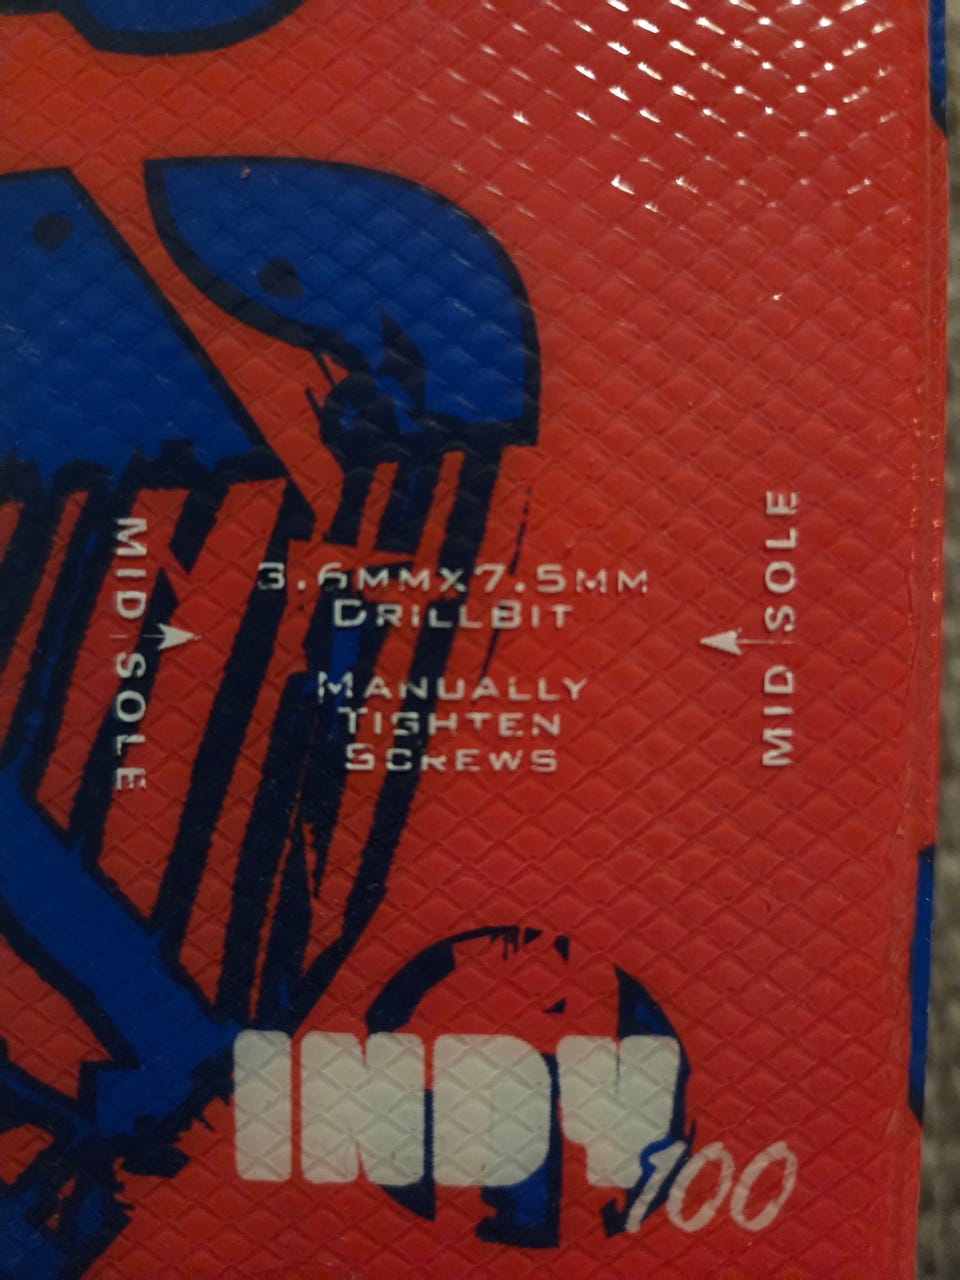 MID SOLE
3.6MMX7.5MM
DRILLBIT
MANUALLY
TIGHTEN
SCREWS
MID SOLE
INDY
100